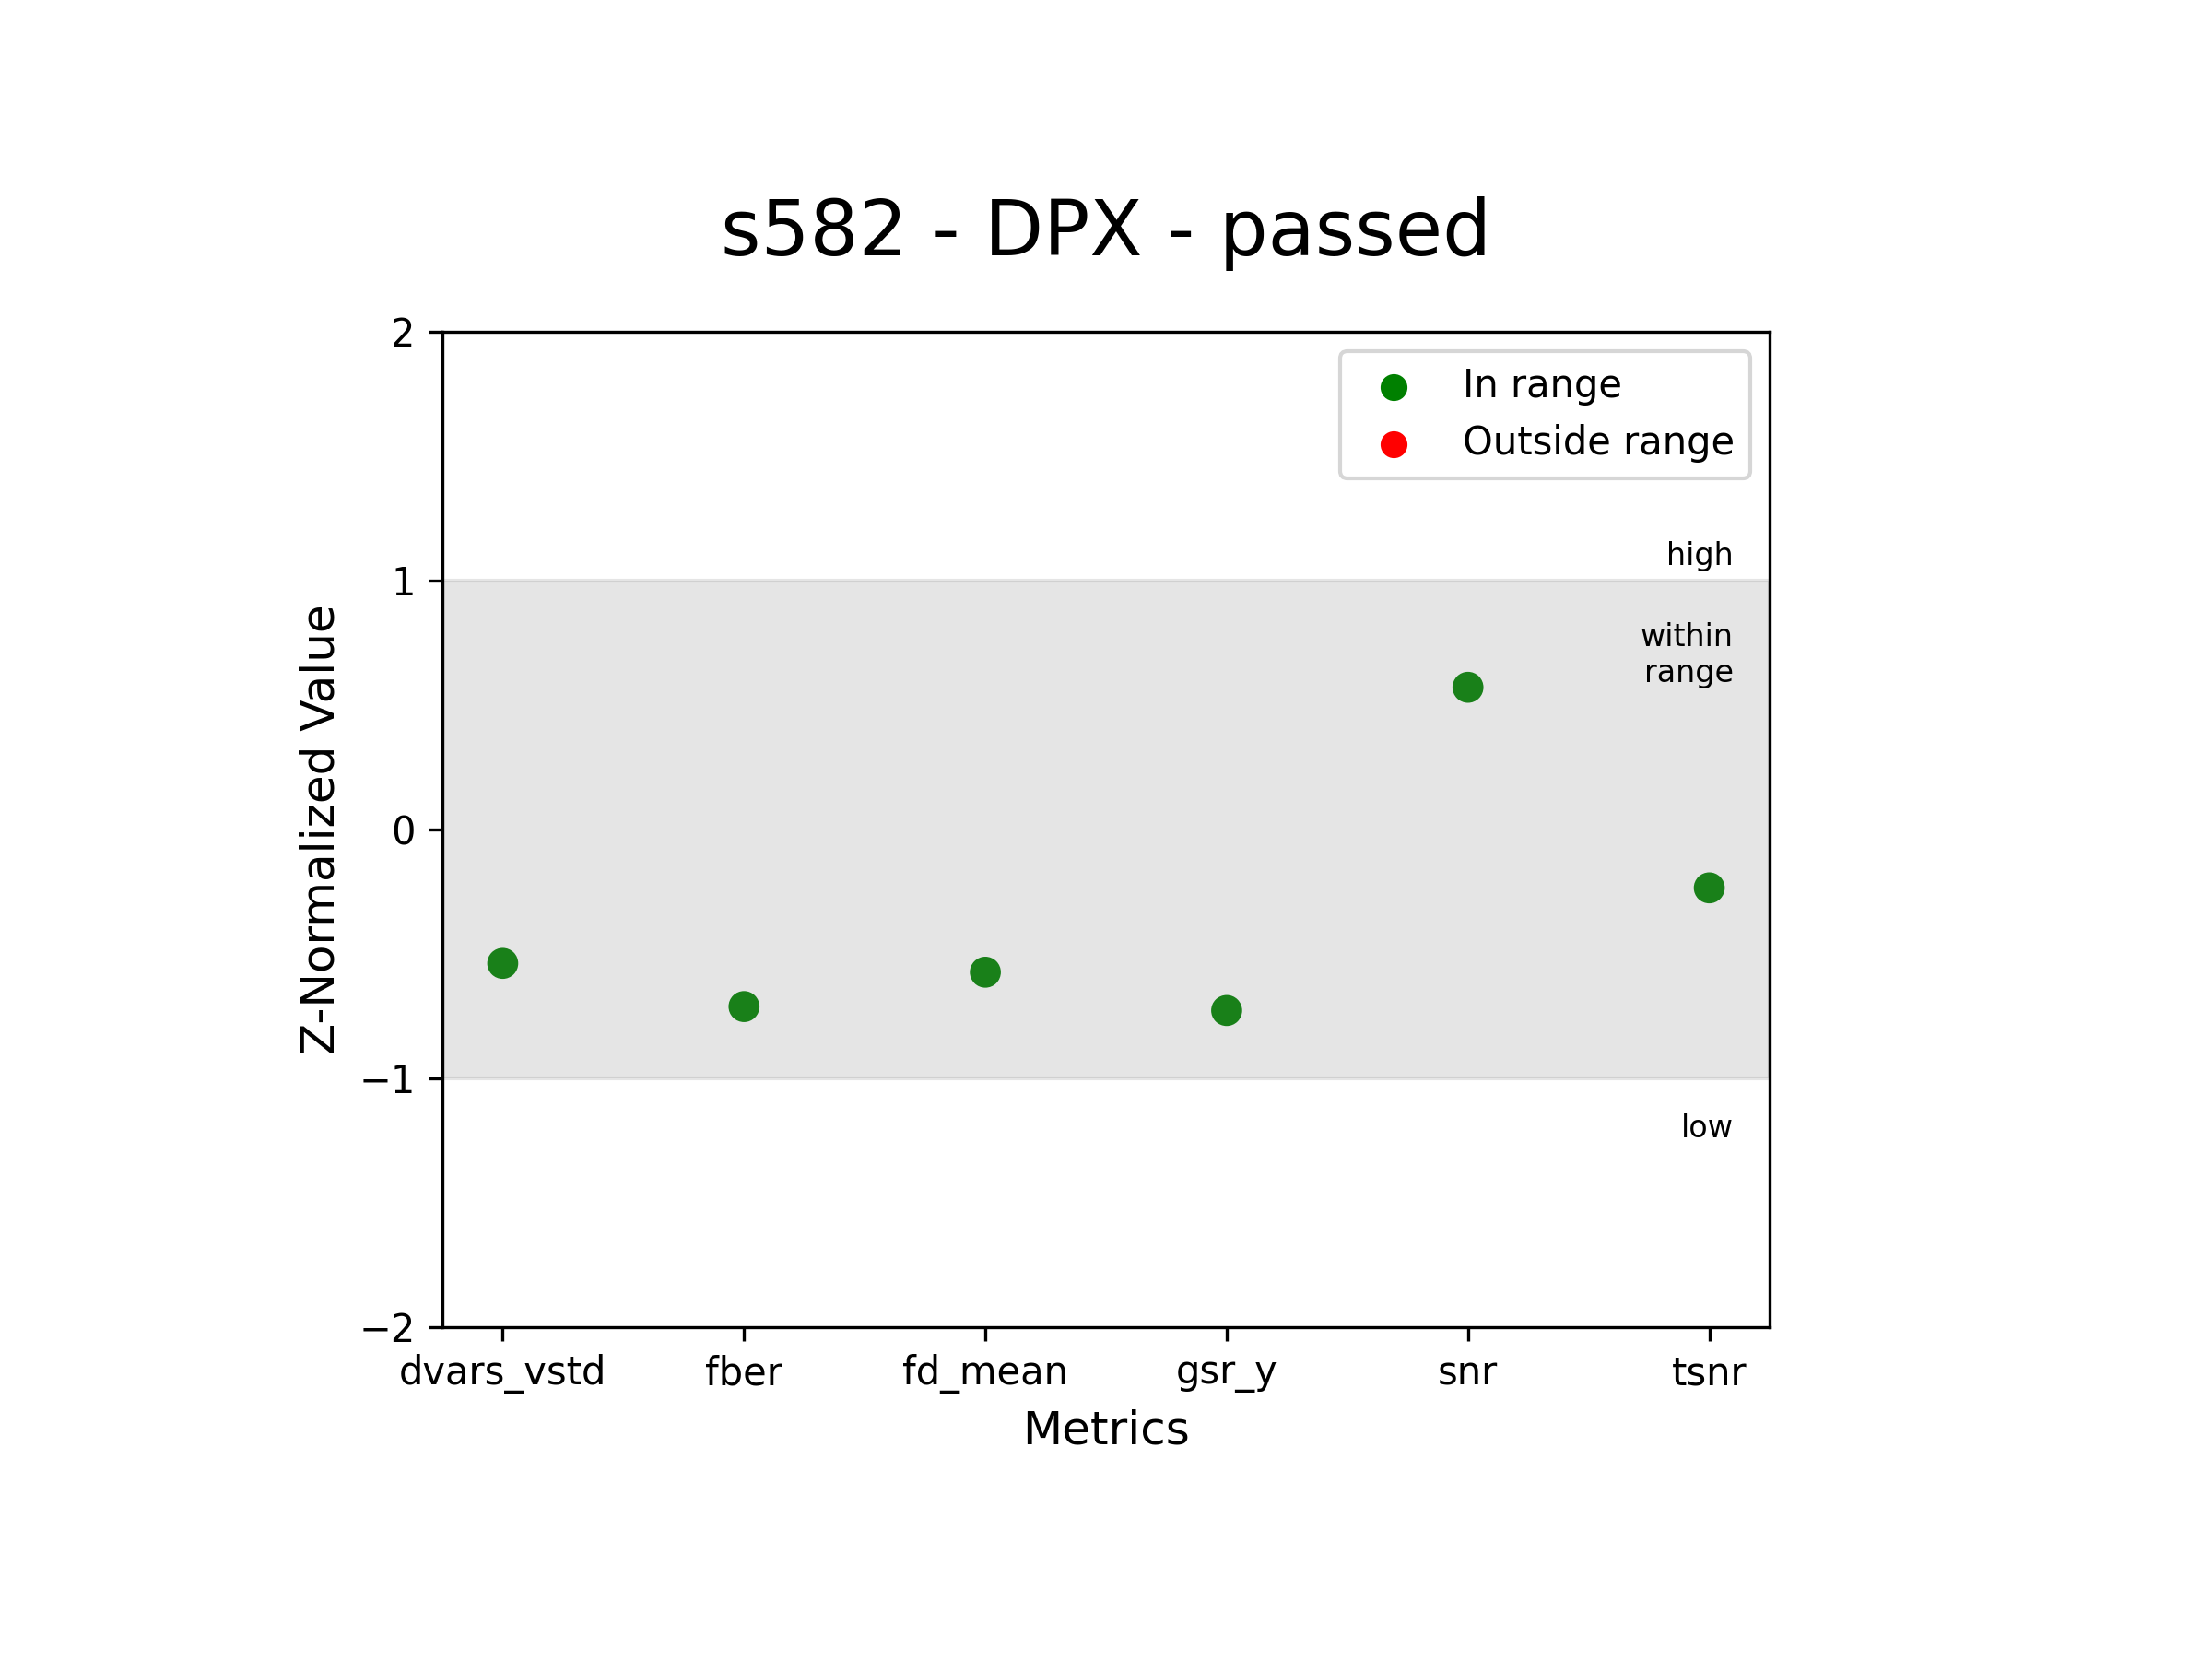 s582 - DPX - passed
2
In range
Outside range
high
1
within
range
Z-Normalized Value
0
−1
low
−2
dvars_vstd fber fd_mean gsr_y snr tsnr
Metrics